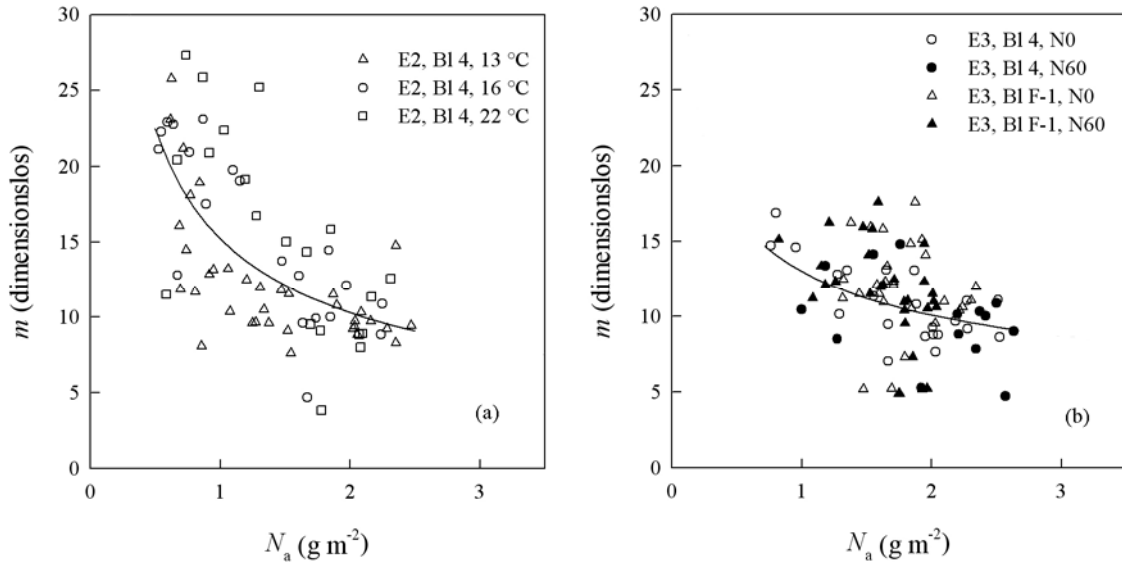 30
25
20
15
10
5
0
m (dimensionslos)
E2, Bl 4, 13 °C
E2, Bl 4, 16 °C
E2, Bl 4, 22 °C
(a)
0 1 2 3
Na (g m-2)
30
25
20
15
10
5
0
E3, Bl 4, N0
E3, Bl 4, N60
E3, Bl F-1, N0
E3, Bl F-1, N60
(b)
0 1 2 3
Na (g m-2)
m (dimensionslos)